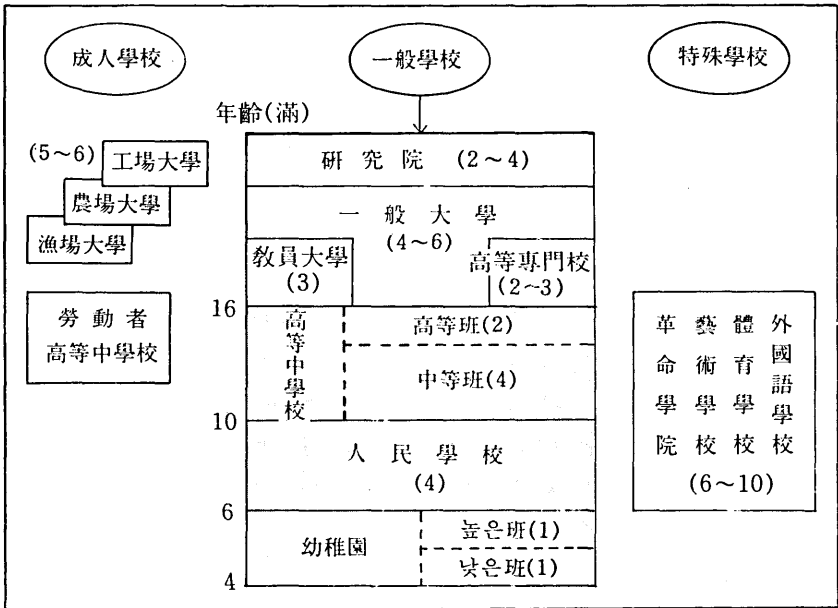 成人學校
一般學校
特殊學校
年齡(滿)
(5~6)
工場大學
農場大學
漁場大學
勞動者
高等中學校
硏究院 (2~4)
一般大學
(4~6)
敎員大學
(3)
高等專門校
(2~3)
16
高等中學校
高等班(2)
中等班(4)
10
人民學校
(4)
6
幼稚園
높은班(1)
낮은班(1)
4
革命學院
藝術學校
體育學校
外國語學校
(6~10)